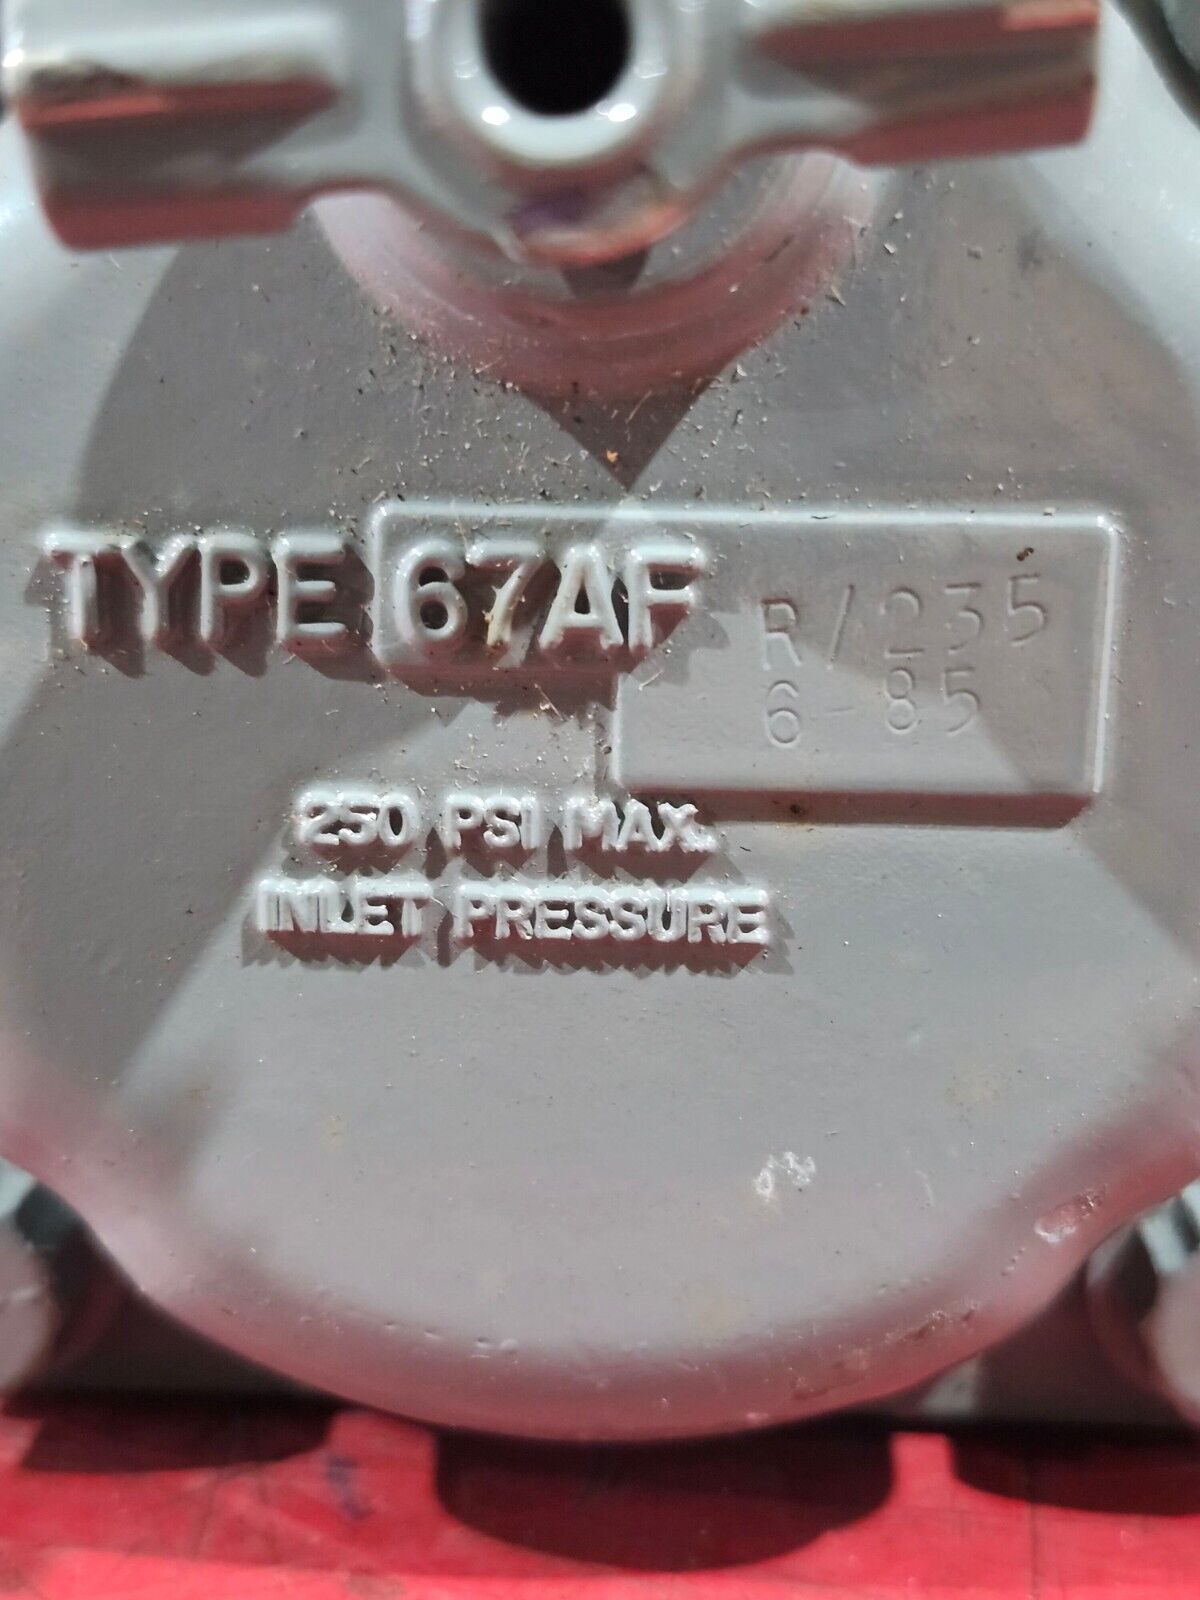 TYPE 67AF
R/235
6-85
250 PSI MAX.
INLET PRESSURE